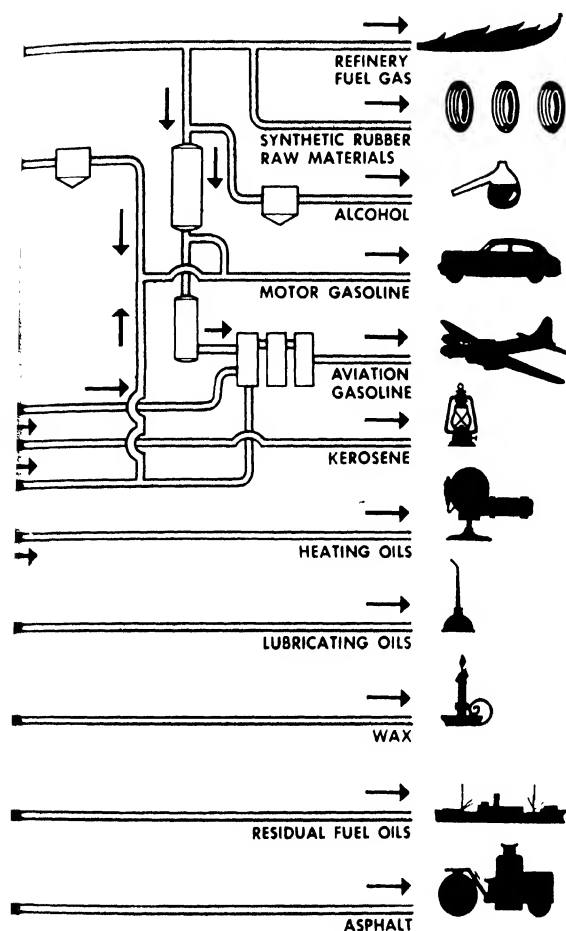 REFINERY
FUEL GAS
SYNTHETIC RUBBER
RAW MATERIALS
ALCOHOL
MOTOR GASOLINE
AVIATION
GASOLINE
KEROSENE
HEATING OILS
LUBRICATING OILS
WAX
RESIDUAL FUEL OILS
ASPHALT